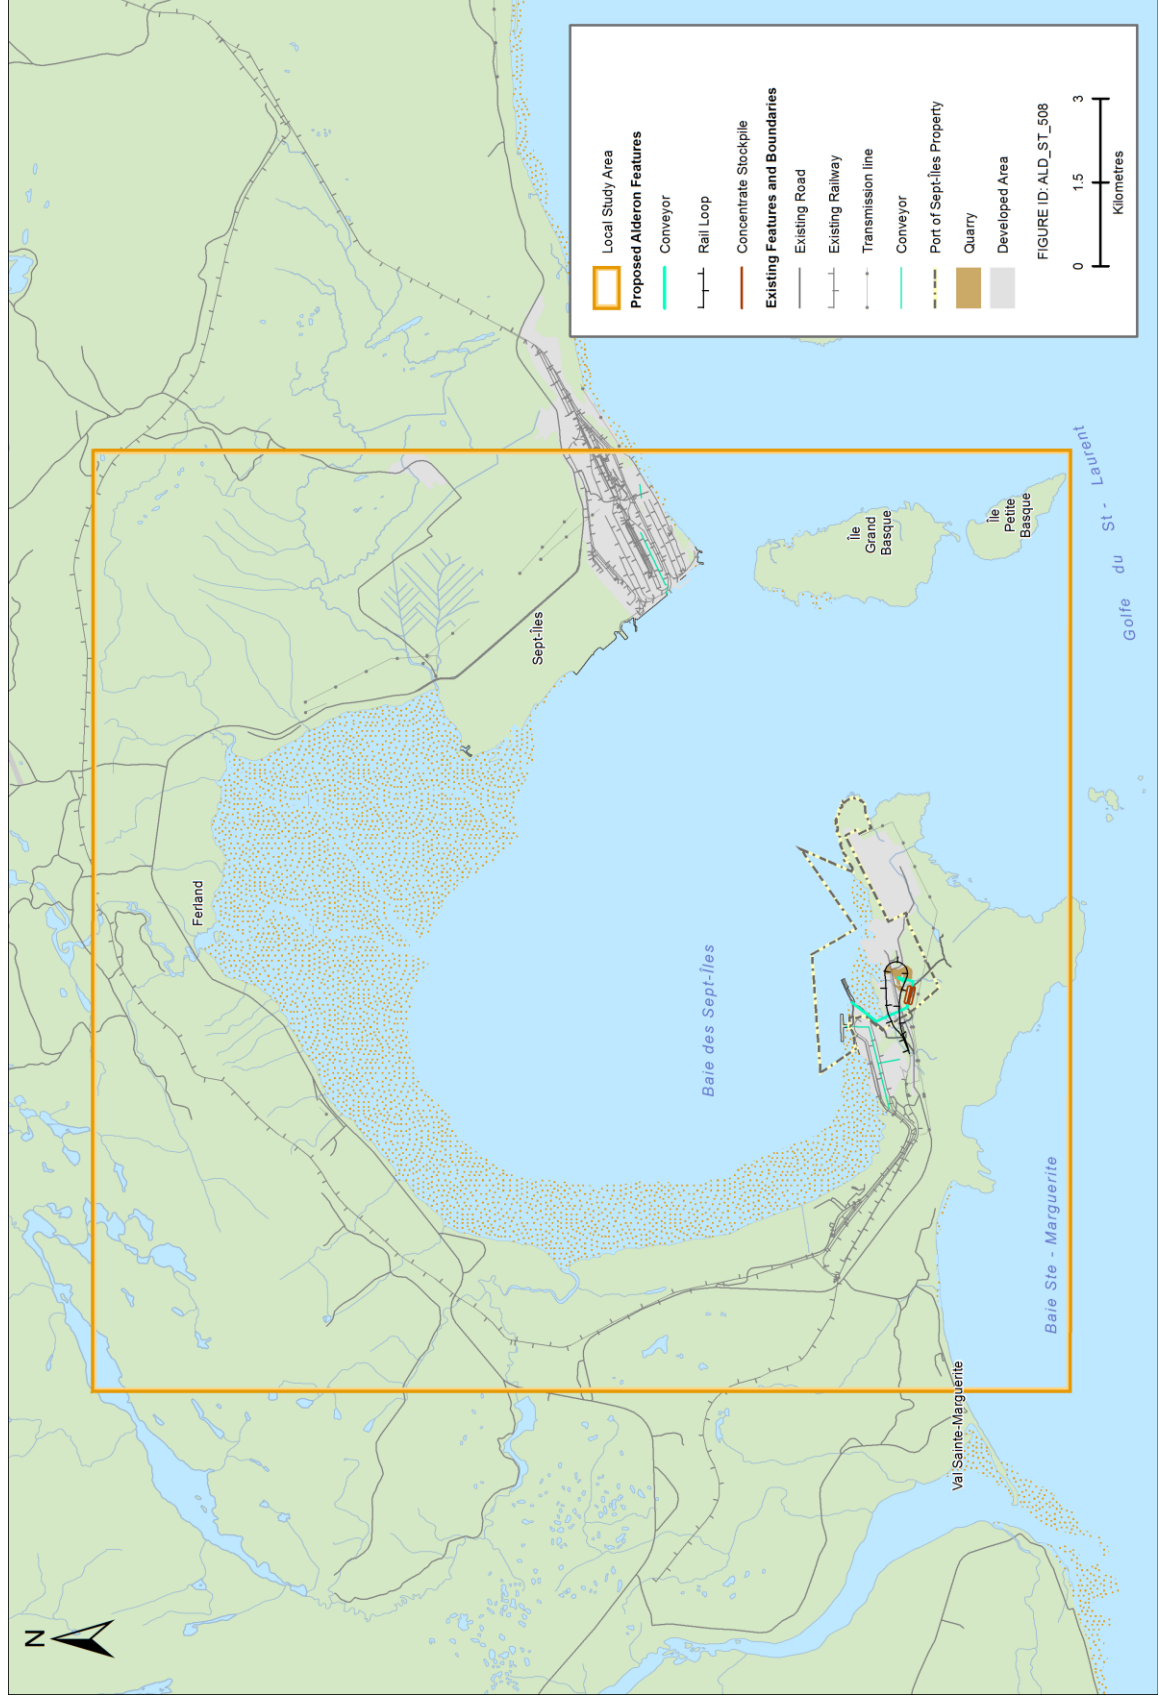 N
Ferland
Sept-Îles
Baie des Sept-Îles
Île
Grand
Basque
Île
Petite
Basque
Golfe du St - Laurent
Baie Ste - Marguerite
Val Sainte-Marguerite
Local Study Area
Proposed Alderon Features
Conveyor
Rail Loop
Concentrate Stockpile
Existing Features and Boundaries
Existing Road
Existing Railway
Transmission line
Conveyor
Port of Sept-Îles Property
Quarry
Developed Area
FIGURE ID: ALD_ST_508
0 1.5 3
Kilometres